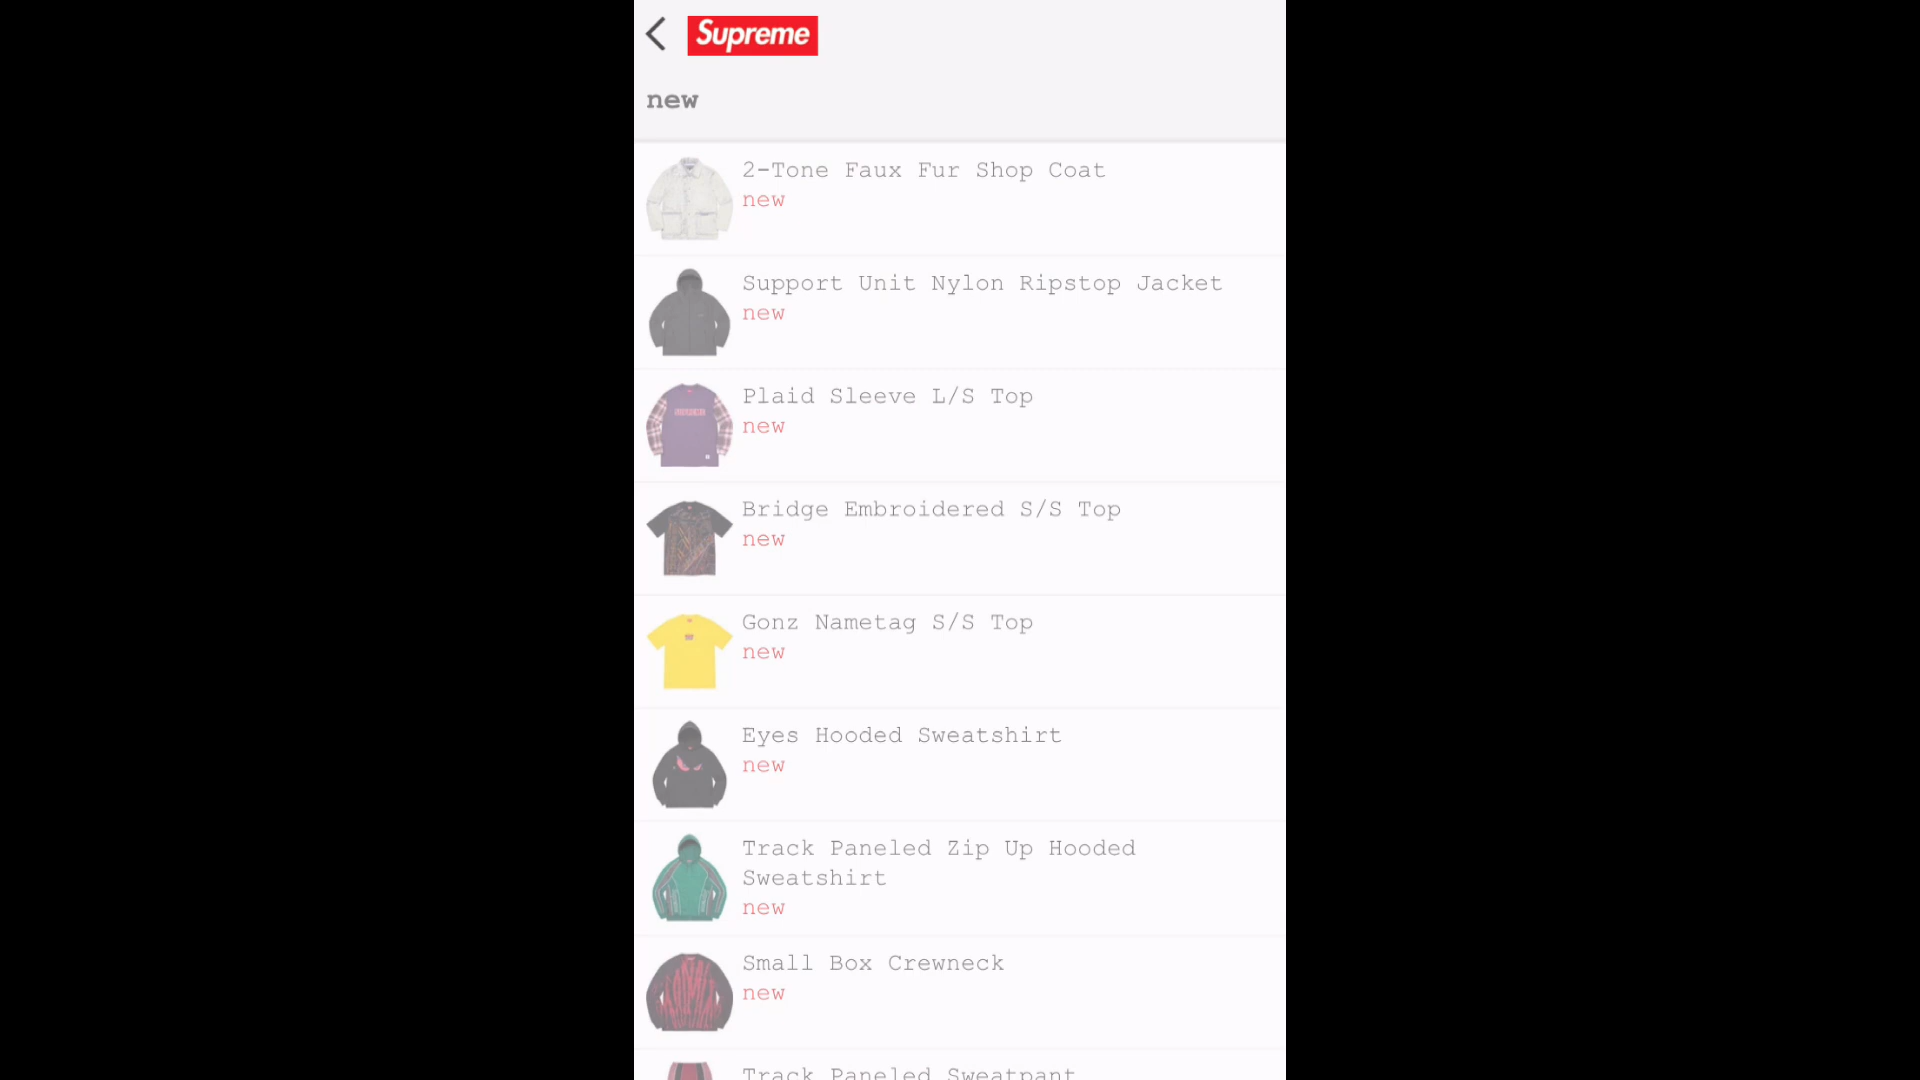 Supreme
new
2-Tone Faux Fur Shop Coat
new
Support Unit Nylon Ripstop Jacket
new
Plaid Sleeve L/S Top
new
Bridge Embroidered S/S Top
new
Gonz Nametag S/S Top
new
Eyes Hooded Sweatshirt
new
Track Paneled Zip Up Hooded
Sweatshirt
new
Small Box Crewneck
new
Track Paneled Sweatpant